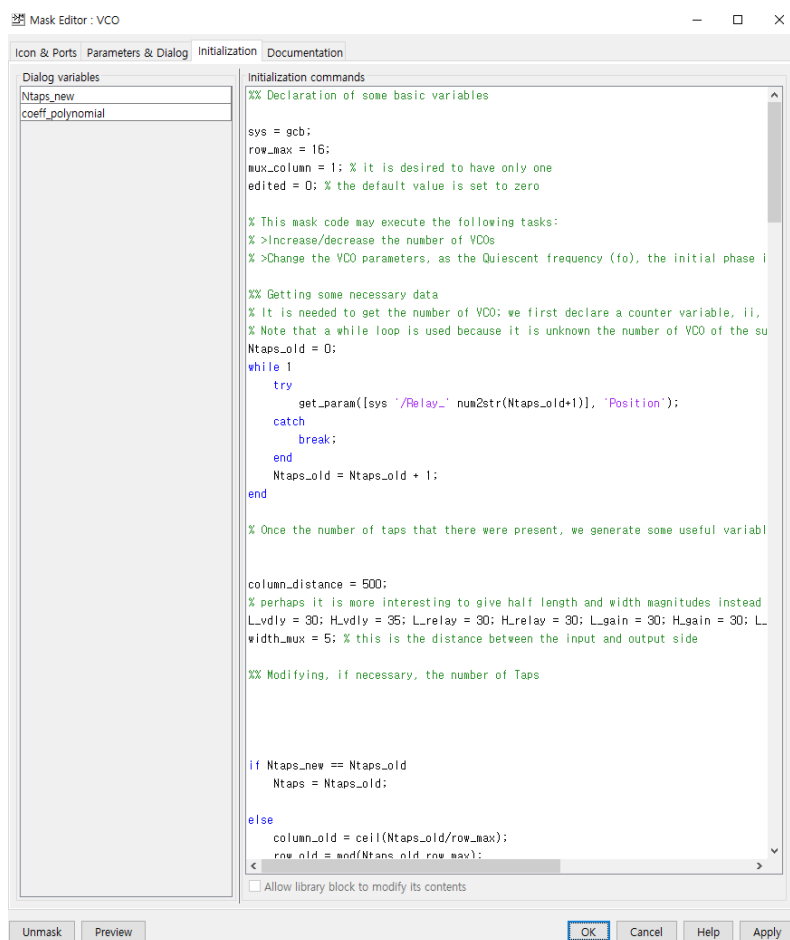 Mask Editor : VCO
Icon & Ports Parameters & Dialog Initialization Documentation
Dialog variables
Ntaps_new
coeff_polynomial
Initialization commands
%% Declaration of some basic variables
sys = gcb;
row_max = 16;
mux_column = 1; % it is desired to have only one
edited = 0; % the default value is set to zero
% This mask code may execute the following tasks:
% >Increase/decrease the number of VCOs
% >Change the VCO parameters, as the Quiescent frequency (fo), the initial phase i
%% Getting some necessary data
% It is needed to get the number of VCO; we first declare a counter variable, ii,
% Note that a while loop is used because it is unknown the number of VCO of the su
Ntaps_old = 0;
while 1
try
get_param([sys '/Relay_' num2str(Ntaps_old+1)], 'Position');
catch
break;
end
Ntaps_old = Ntaps_old + 1;
end
% Once the number of taps that there were present, we generate some useful variabl
column_distance = 500;
% perhaps it is more interesting to give half length and width magnitudes instead
L_vdly = 30; H_vdly = 35; L_relay = 30; H_relay = 30; L_gain = 30; H_gain = 30; L_
width_mux = 5; % this is the distance between the input and output side
%% Modifying, if necessary, the number of Taps
if Ntaps_new == Ntaps_old
Ntaps = Ntaps_old;
else
column_old = ceil(Ntaps_old/row_max);
row_old = mod(Ntaps_old,row_max);
Allow library block to modify its contents
Unmask Preview OK Cancel Help Apply